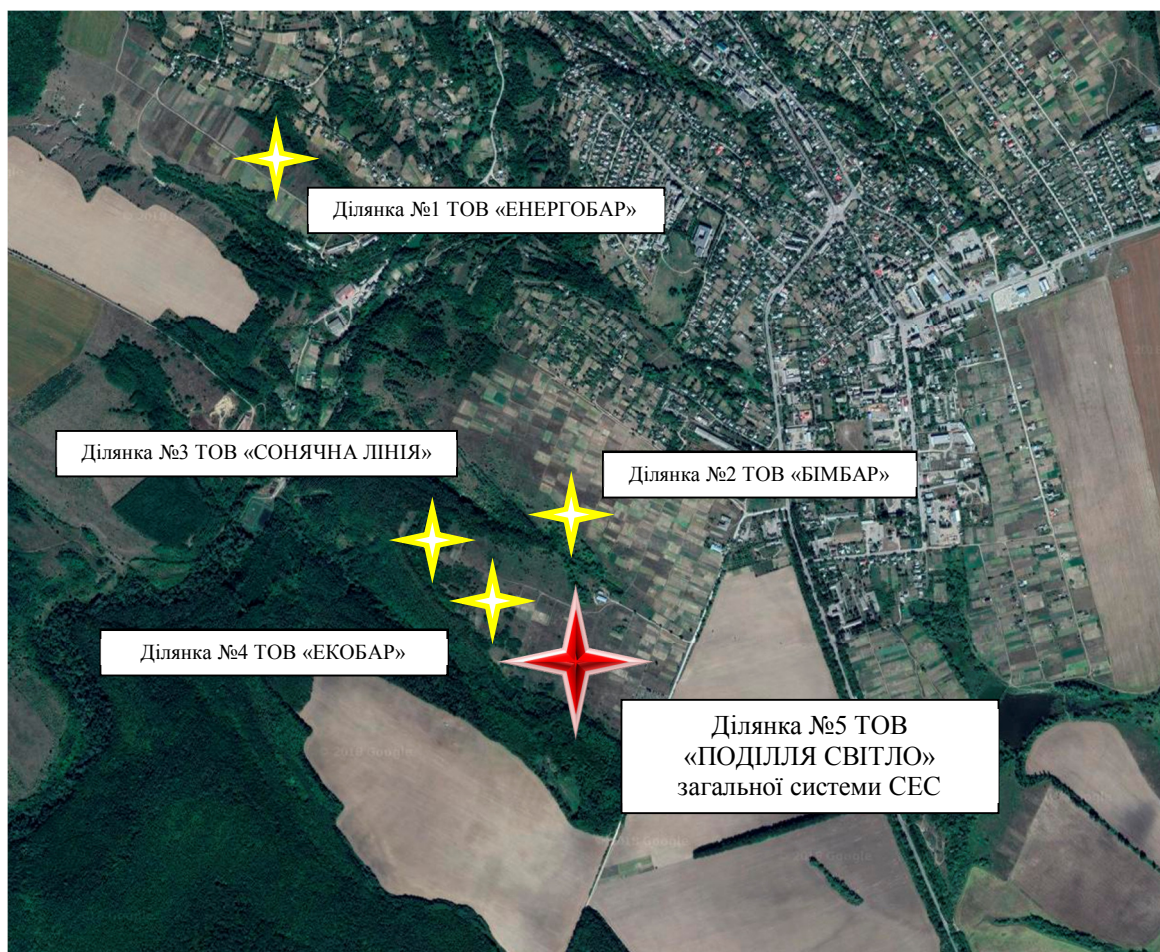 Ділянка №1 ТОВ «ЕНЕРГОБАР»
Ділянка №3 ТОВ «СОНЯЧНА ЛІНІЯ»
Ділянка №2 ТОВ «БІМБАР»
Ділянка №4 ТОВ «ЕКОБАР»
Ділянка №5 ТОВ
«ПОДІЛЛЯ СВІТЛО»
загальної системи СЕС